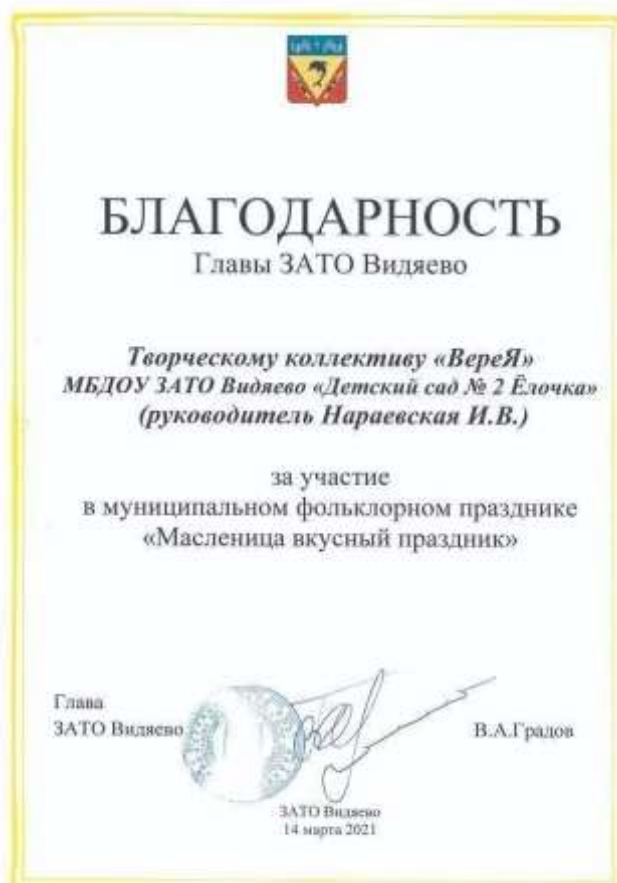 БЛАГОДАРНОСТЬ
Главы ЗАТО Видяево
Творческому коллективу «ВереЯ»
МБДОУ ЗАТО Видяево «Детский сад № 2 Ёлочка»
(руководитель Нараевская И.В.)
за участие
в муниципальном фольклорном празднике
«Масленица вкусный праздник»
Глава
ЗАТО Видяево
В.А.Градов
ЗАТО Видяево
14 марта 2021